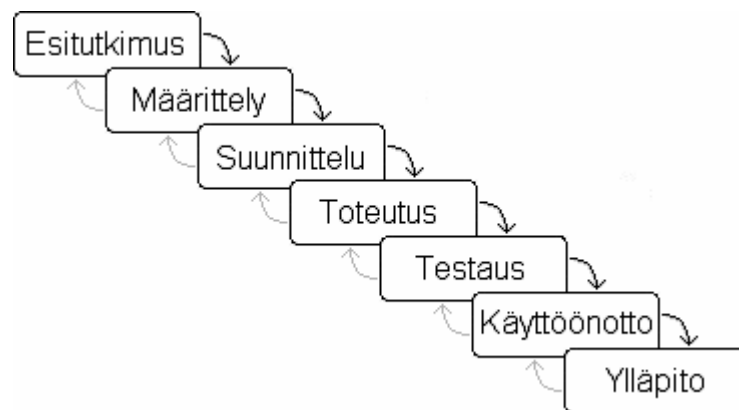 Esitutkimus
Määrittely
Suunnittelu
Toteutus
Testaus
Käyttöönotto
Ylläpito